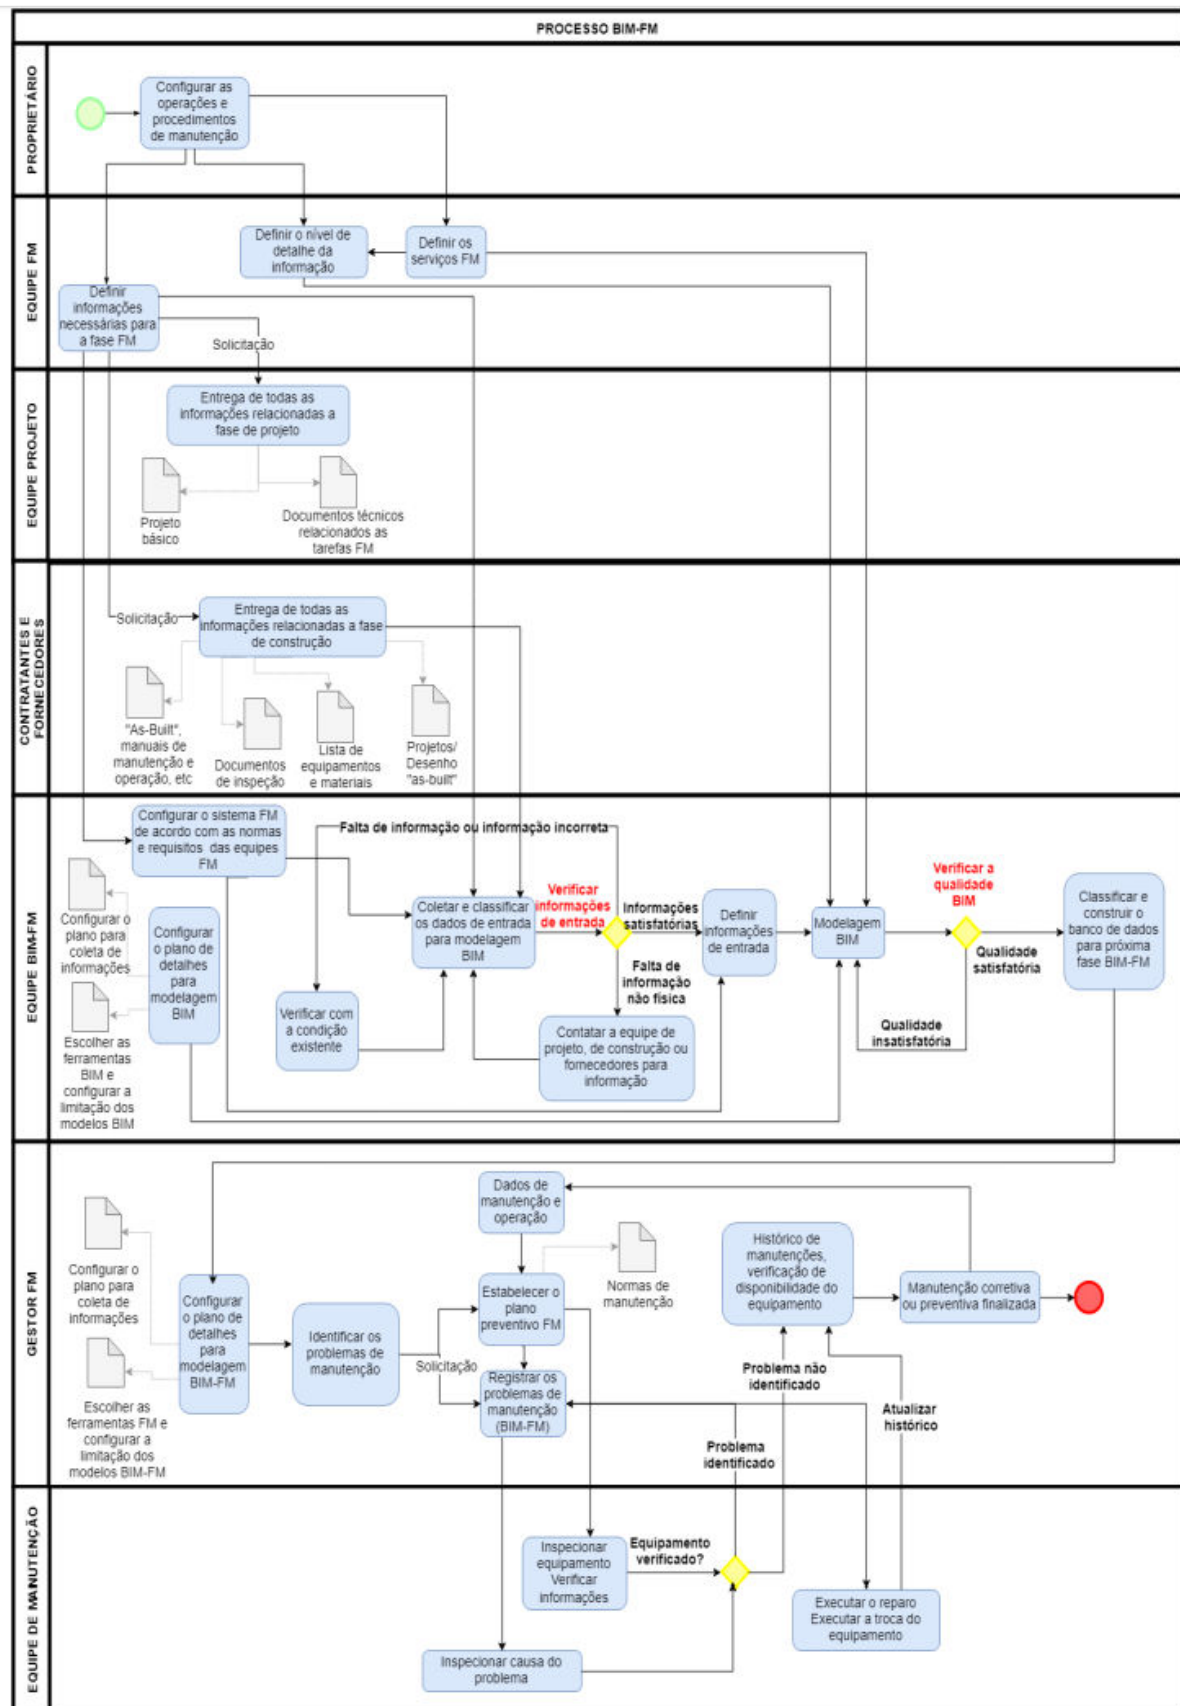 PROCESSO BIM-FM
PROPRIETÁRIO
Configurar as
operações e
procedimentos
de manutenção
EQUIPE FM
Definir o nível de
detalhe da
informação
Definir os
serviços FM
Definir
informações
necessárias para
a fase FM
Solicitação
EQUIPE PROJETO
Entrega de todas as
informações relacionadas a
fase de projeto
Projeto
básico
Documentos técnicos
relacionados as
tarefas FM
CONTRATANTES E
FORNECEDORES
Solicitação
Entrega de todas as
informações relacionadas a fase
de construção
"As-Built",
manuais de
manutenção e
operação, etc
Documentos
de inspeção
Lista de
equipamentos
e materiais
Projetos/
Desenho
"as-built"
EQUIPE BIM-FM
Configurar o sistema FM
de acordo com as normas
e requisitos das equipes
FM
Falta de informação ou informação incorreta
Configurar o
plano para
coleta de
informações
Configurar
o plano de
detalhes
para
modelagem
BIM
Escolher as
ferramentas
BIM e
configurar a
limitação dos
modelos BIM
Coletar e classificar
os dados de entrada
para modelagem
BIM
Verificar
informações
de entrada
Informações
satisfatórias
Falta de
informação
não física
Verificar com
a condição
existente
Contatar a equipe de
projeto, de construção ou
fornecedores para
informação
Definir
informações
de entrada
Modelagem
BIM
Verificar a
qualidade
BIM
Qualidade
satisfatória
Qualidade
insatisfatória
Classificar e
construir o
banco de dados
para próxima
fase BIM-FM
GESTOR FM
Configurar o
plano para
coleta de
informações
Escolher as
ferramentas FM e
configurar a
limitação dos
modelos BIM-FM
Configurar
o plano de
detalhes
para
modelagem
BIM-FM
Identificar os
problemas de
manutenção
Solicitação
Dados de
manutenção e
operação
Estabelecer o
plano
preventivo FM
Normas de
manutenção
Registrar os
problemas de
manutenção
(BIM-FM)
Histórico de
manutenções,
verificação de
disponibilidade do
equipamento
Manutenção corretiva
ou preventiva finalizada
Problema não
identificado
Problema
identificado
Atualizar
histórico
EQUIPE DE MANUTENÇÃO
Inspecionar
equipamento
Verificar
informações
Equipamento
verificado?
Executar o reparo
Executar a troca do
equipamento
Inspecionar causa do
problema